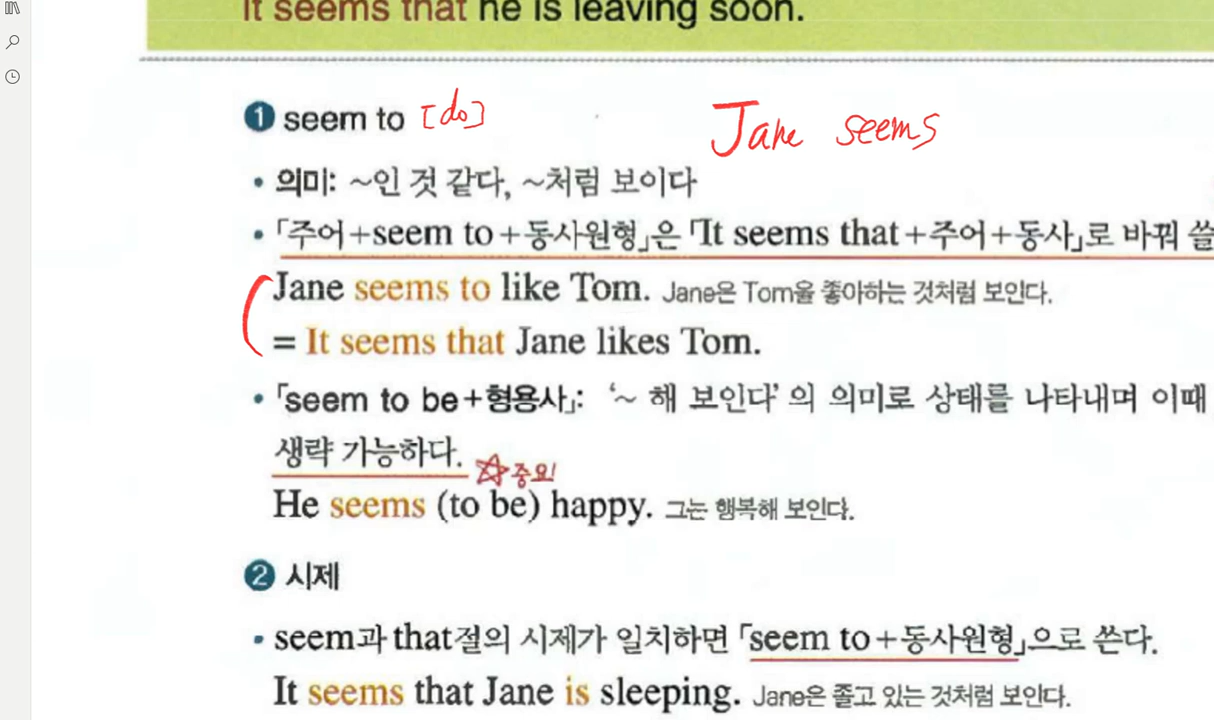 It seems that he is leaving soon.
1 seem to [do]
Jane seems
• 의미: ~인 것 같다, ~처럼 보이다
• 「주어+seem to+동사원형」은 「It seems that+주어+동사」로 바꿔 쓸
Jane seems to like Tom. Jane은 Tom을 좋아하는 것처럼 보인다.
= It seems that Jane likes Tom.
• 「seem to be+형용사」: ‘~ 해 보인다’의 의미로 상태를 나타내며 이때
생략 가능하다. ☆중요!
He seems (to be) happy. 그는 행복해 보인다.
2 시제
• seem과 that절의 시제가 일치하면 「seem to+동사원형」으로 쓴다.
It seems that Jane is sleeping. Jane은 졸고 있는 것처럼 보인다.